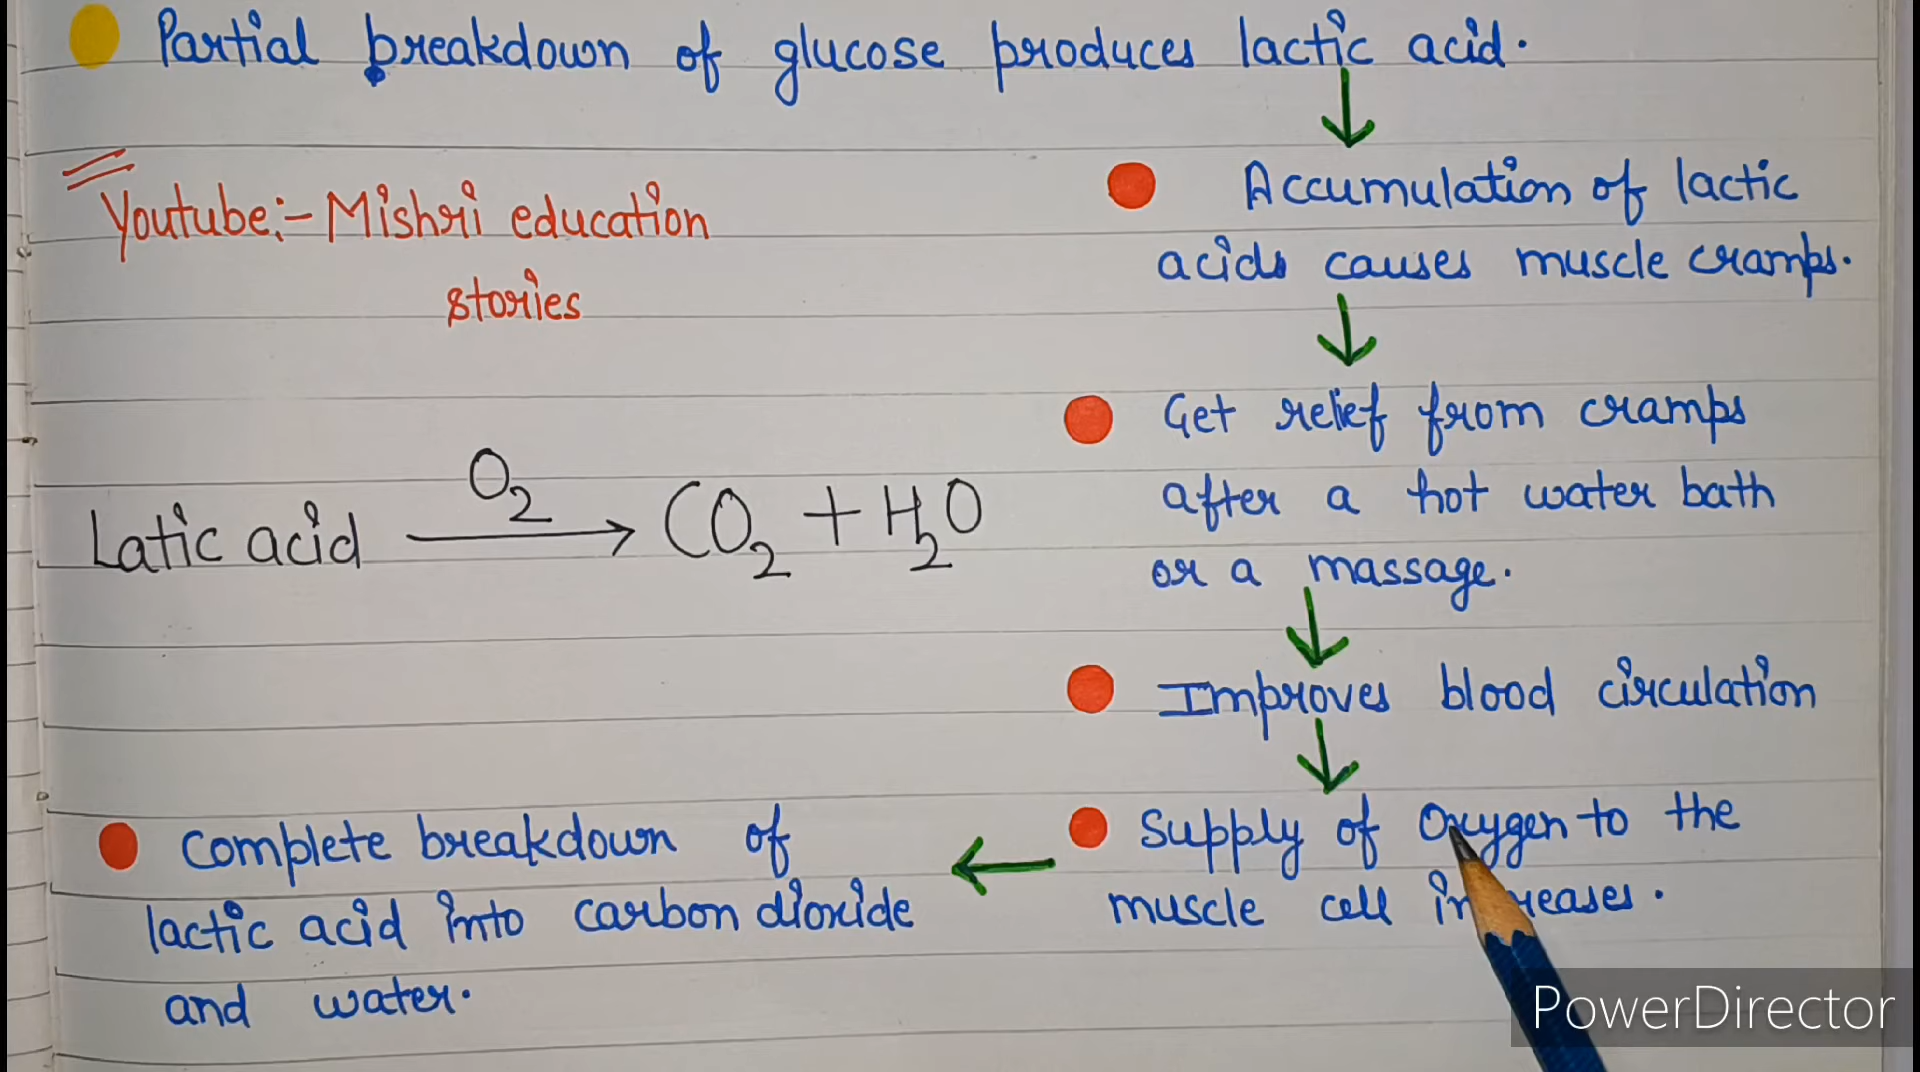 Partial breakdown of glucose produces lactic acid.
Youtube:- Mishri education
stories
Accumulation of lactic
acids causes muscle cramps.
Get relief from cramps
after a hot water bath
or a massage.
Latic acid O2 → CO2 + H2O
Improves blood circulation
Supply of Oxygen to the
muscle cell increases.
Complete breakdown of
lactic acid into carbon dioxide
and water.
PowerDirector